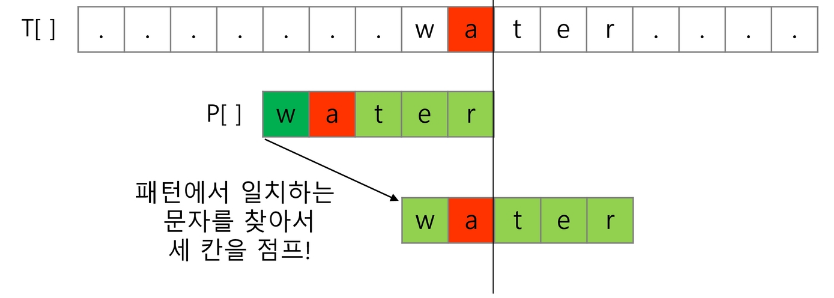 T[ ] . . . . . . . w a t e r . . . .
P[ ] w a t e r
패턴에서 일치하는
문자를 찾아서
세 칸을 점프!
w a t e r